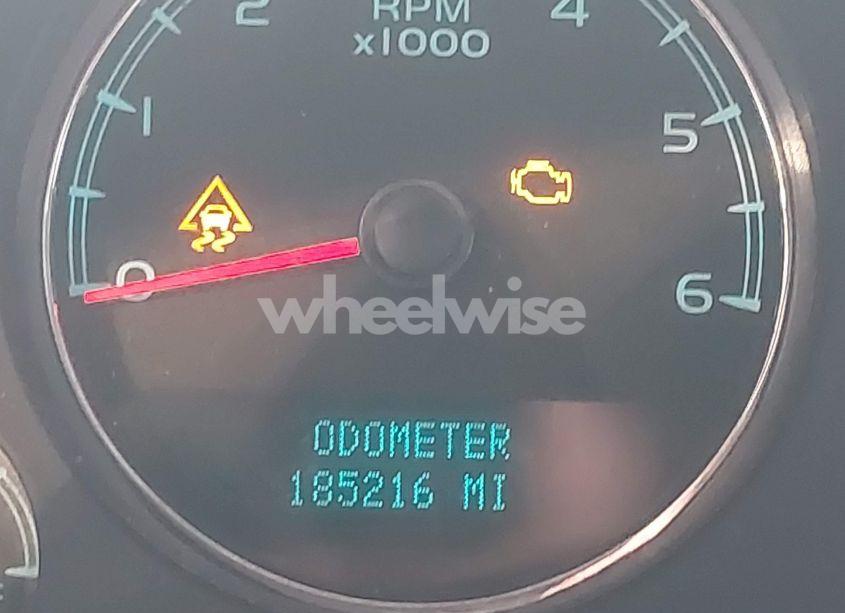 2 RPM 4
x1000
1 5
0 6
wheelwise
ODOMETER
185216 MI